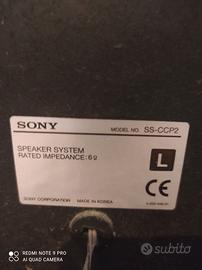 SONY MODEL NO. SS-CCP2
SPEAKER SYSTEM
RATED IMPEDANCE: 6Ω
L
CE
SONY CORPORATION MADE IN KOREA
REDMI NOTE 9 PRO
AI QUAD CAMERA
subito